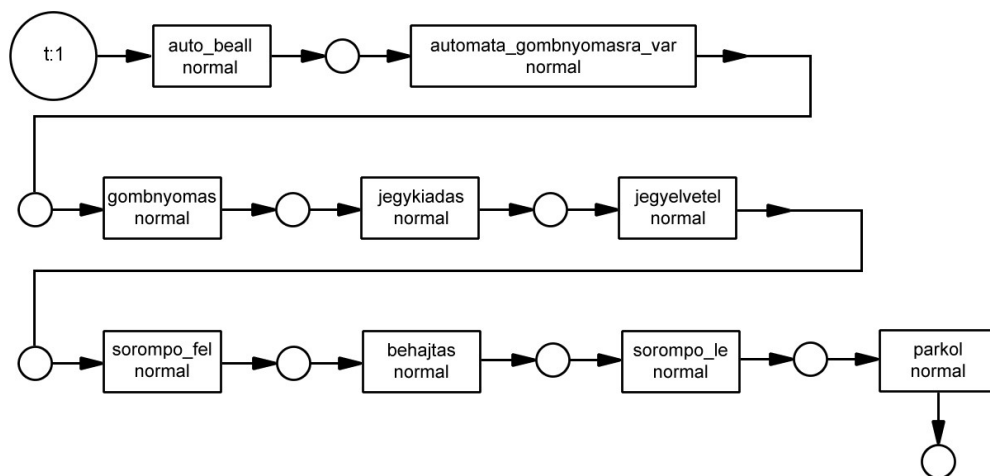 t:1
auto_beall
normal
automata_gombnyomasra_var
normal
gombnyomas
normal
jegykiadas
normal
jegyelvetel
normal
sorompo_fel
normal
behajtas
normal
sorompo_le
normal
parkol
normal